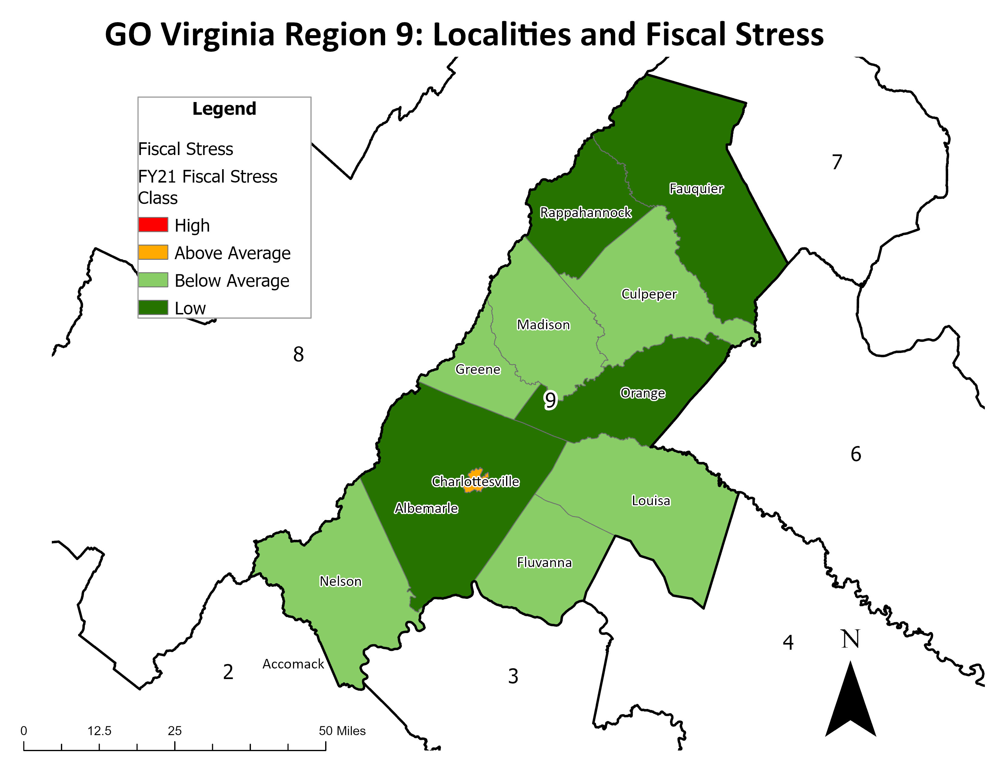 GO Virginia Region 9: Localities and Fiscal Stress
Legend
Fiscal Stress
FY21 Fiscal Stress
Class
High
Above Average
Below Average
Low
7
Fauquier
Rappahannock
Culpeper
Madison
8
Greene
Orange
9
6
Charlottesville
Louisa
Albemarle
Fluvanna
Nelson
4
N
Accomack
2
3
0 12.5 25 50 Miles